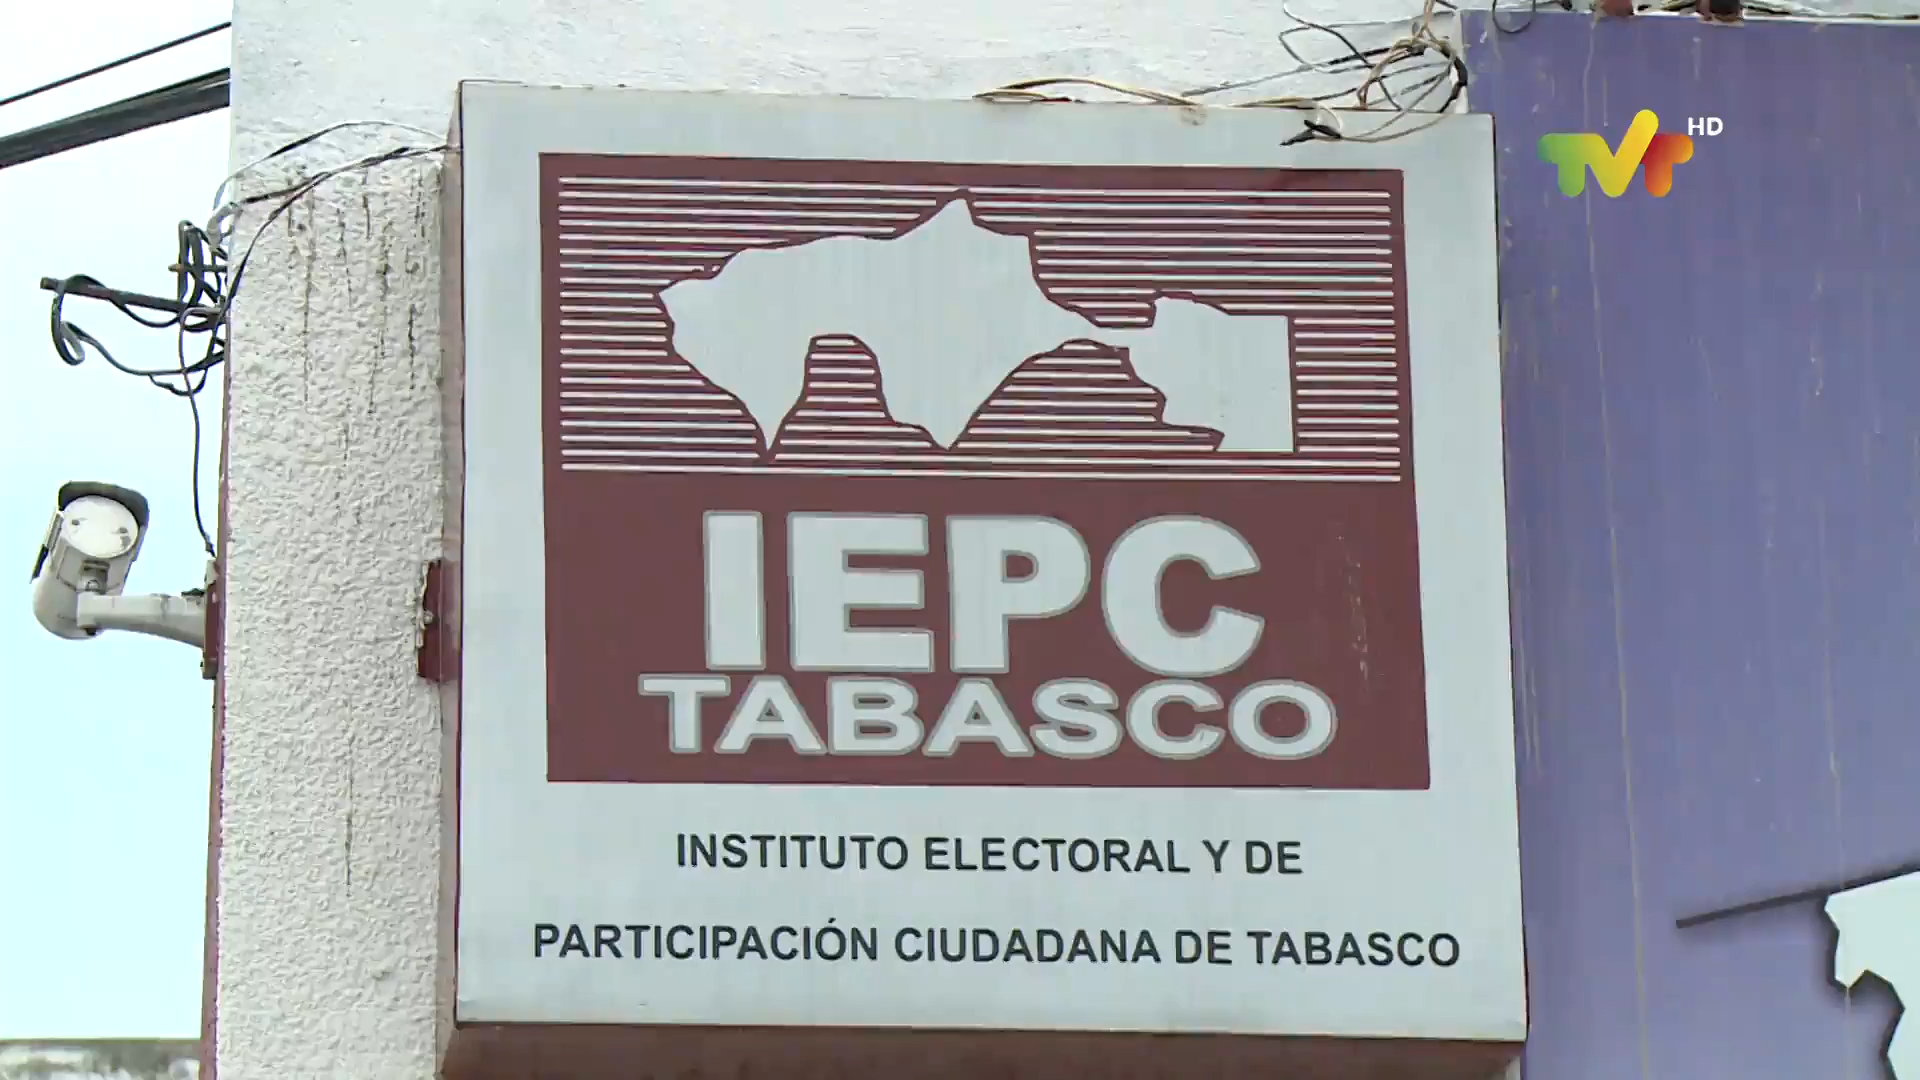 TVT HD
IEPC
TABASCO
INSTITUTO ELECTORAL Y DE
PARTICIPACIÓN CIUDADANA DE TABASCO